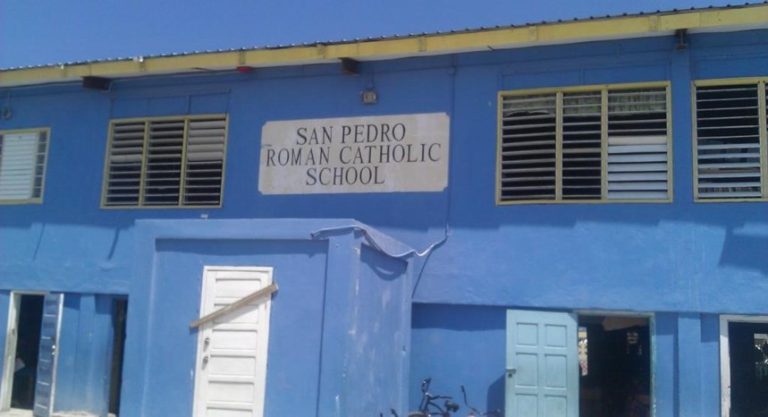 SAN PEDRO
ROMAN CATHOLIC
SCHOOL